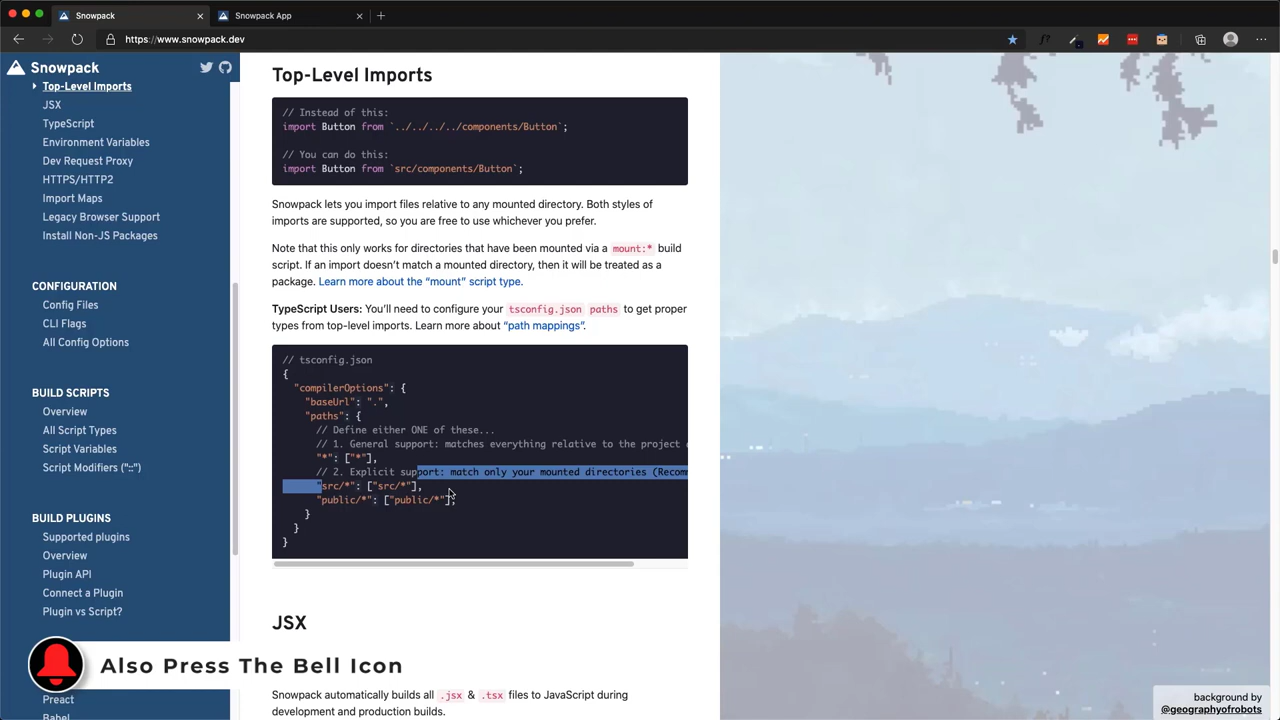 Snowpack
Snowpack App
https://www.snowpack.dev
Snowpack
Top-Level Imports
JSX
TypeScript
Environment Variables
Dev Request Proxy
HTTPS/HTTP2
Import Maps
Legacy Browser Support
Install Non-JS Packages
CONFIGURATION
Config Files
CLI Flags
All Config Options
BUILD SCRIPTS
Overview
All Script Types
Script Variables
Script Modifiers ("::")
BUILD PLUGINS
Supported plugins
Overview
Plugin API
Connect a Plugin
Plugin vs Script?
Preact
Babel
Top-Level Imports
// Instead of this:
import Button from `../../../../components/Button`;
// You can do this:
import Button from `src/components/Button`;
Snowpack lets you import files relative to any mounted directory. Both styles of
imports are supported, so you are free to use whichever you prefer.
Note that this only works for directories that have been mounted via a mount:* build
script. If an import doesn’t match a mounted directory, then it will be treated as a
package. Learn more about the “mount” script type.
TypeScript Users: You’ll need to configure your tsconfig.json paths to get proper
types from top-level imports. Learn more about “path mappings”.
// tsconfig.json
{
"compilerOptions": {
"baseUrl": ".",
"paths": {
// Define either ONE of these...
// 1. General support: matches everything relative to the project
"*": ["*"],
// 2. Explicit support: match only your mounted directories (Recomm
"src/*": ["src/*"],
"public/*": ["public/*"],
}
}
}
JSX
Snowpack automatically builds all .jsx & .tsx files to JavaScript during
development and production builds.
Also Press The Bell Icon
background by
@geographyofrobots